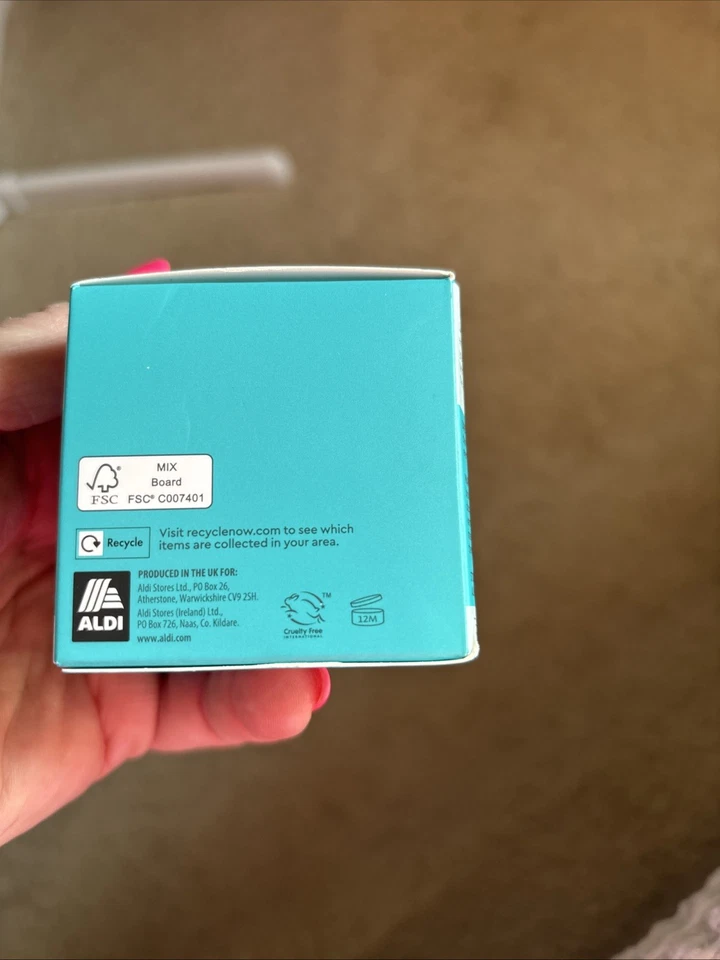 MIX
Board
FSC® FSC® C007401
Recycle
Visit recyclenow.com to see which
items are collected in your area.
ALDI
PRODUCED IN THE UK FOR:
Aldi Stores Ltd., PO Box 26,
Atherstone, Warwickshire CV9 2SH.
Aldi Stores (Ireland) Ltd.,
PO Box 726, Naas, Co. Kildare.
www.aldi.com
TM
Cruelty Free
INTERNATIONAL
12M